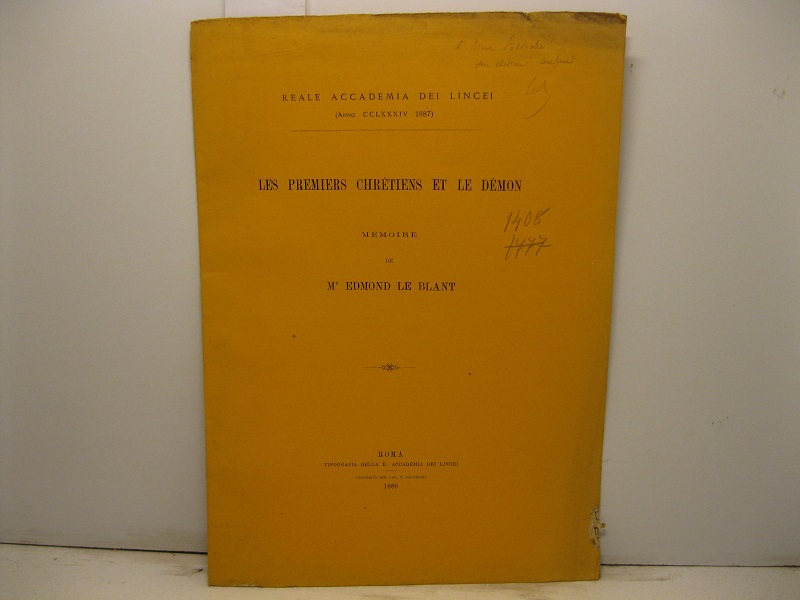 REALE ACCADEMIA DEI LINCEI
(ANNO CCLXXXIV 1887)
LES PREMIERS CHRÉTIENS ET LE DÉMON
1408
1477
MÉMOIRE
DE
Mr EDMOND LE BLANT
ROMA
TIPOGRAFIA DELLA R. ACCADEMIA DEI LINCEI
1888